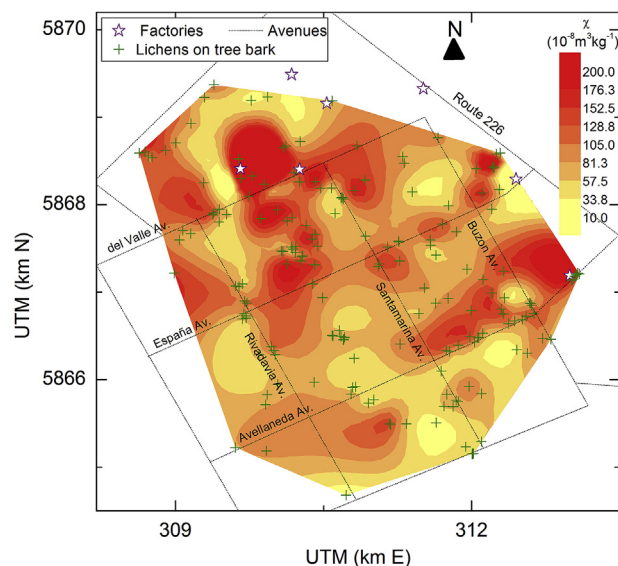 5870
5868
5866
UTM (km N)
309
312
UTM (km E)
Factories
Avenues
Lichens on tree bark
N
Route 226
χ
(10⁻⁸m³kg⁻¹)
200.0
176.3
152.5
128.8
105.0
81.3
57.5
33.8
10.0
del Valle Av.
España Av.
Rivadavia Av.
Avellaneda Av.
Santamarina Av.
Buzon Av.